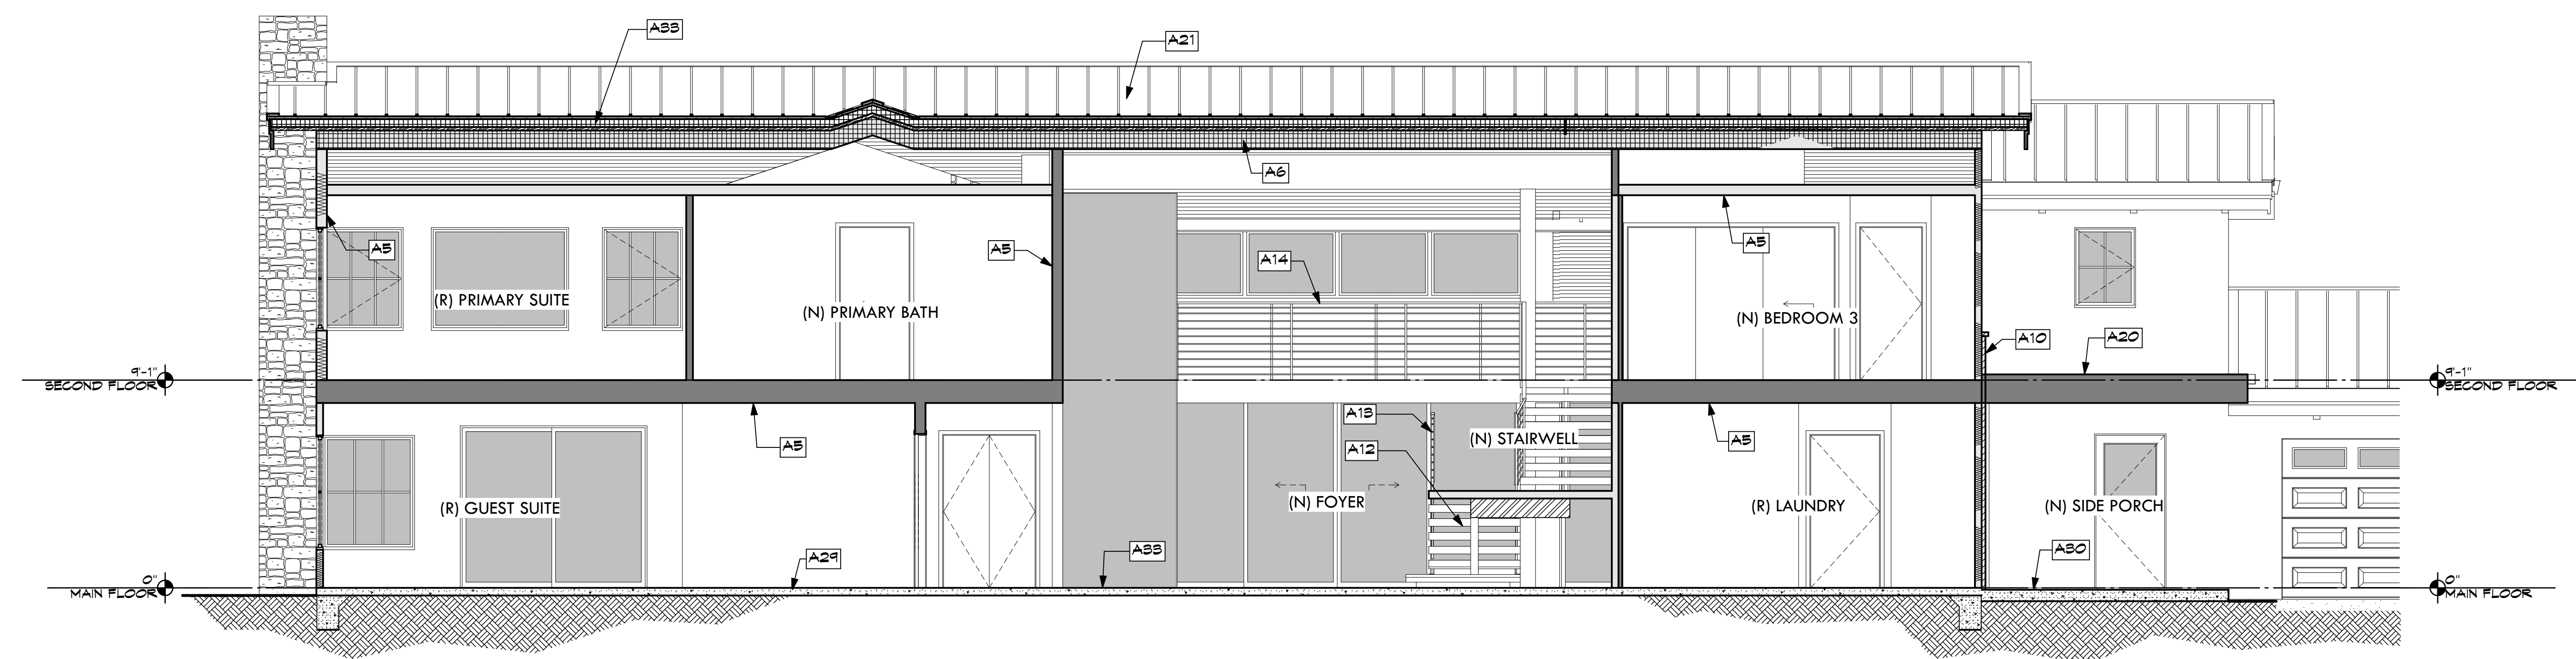 A33
A21
A6
A5
A5
A5
A14
(R) PRIMARY SUITE
(N) PRIMARY BATH
(N) BEDROOM 3
A10
A20
9'-1"
SECOND FLOOR
9'-1"
SECOND FLOOR
A13
A12
A5
A5
(N) STAIRWELL
(R) GUEST SUITE
(N) FOYER
(R) LAUNDRY
(N) SIDE PORCH
A29
A33
A30
0"
MAIN FLOOR
0"
MAIN FLOOR